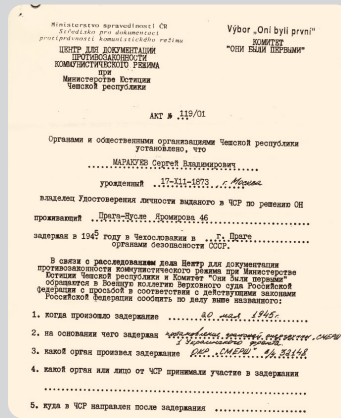 Ministerstvo spravedlnosti ČR
Středisko pro dokumentaci
protiprávnosti komunistického režimu
ЦЕНТР ДЛЯ ДОКУМЕНТАЦИИ
ПРОТИВОЗАКОННОСТИ
КОММУНИСТИЧЕСКОГО РЕЖИМА
при
Министерстве Юстиции
Чешской республики
Výbor „Oni byli první"
КОМИТЕТ
"ОНИ БЫЛИ ПЕРВЫМИ"
АКТ № 119/01
Органами и общественными организациями Чешской республики
установлено, что
МАРАКУЕВ Сергей Владимирович
урожденный 17-XII-1873 г. Москва
владелец Удостоверения личности выданого в ЧСР по решению ОН
проживающий Прага-Нусле Яромирова 46
задержан в 1945 году в Чехословакии в г. Праге
органами безопасности СССР.
В связи с расследованием дела Центр для документации
противозаконности коммунистического режима при Министерстве
Юстиции Чешской республики и Комитет "Они были первыми"
обращаются в Военную коллегию Верховного суда Российской
Федерации с просьбой в соответствии с действующими законами
Российской Федерации сообщить по делу выше названного:
1. когда произошло задержание 20 мая 1945г.
2. на основании чего задержан "СМЕРШ"
Украинского фронта
3. какой орган произвел задержание ОКР "СМЕРШ" в/ч 32148
4. какой орган или лицо от ЧСР принимали участие в задержании
5. куда в ЧСР направлен после задержания